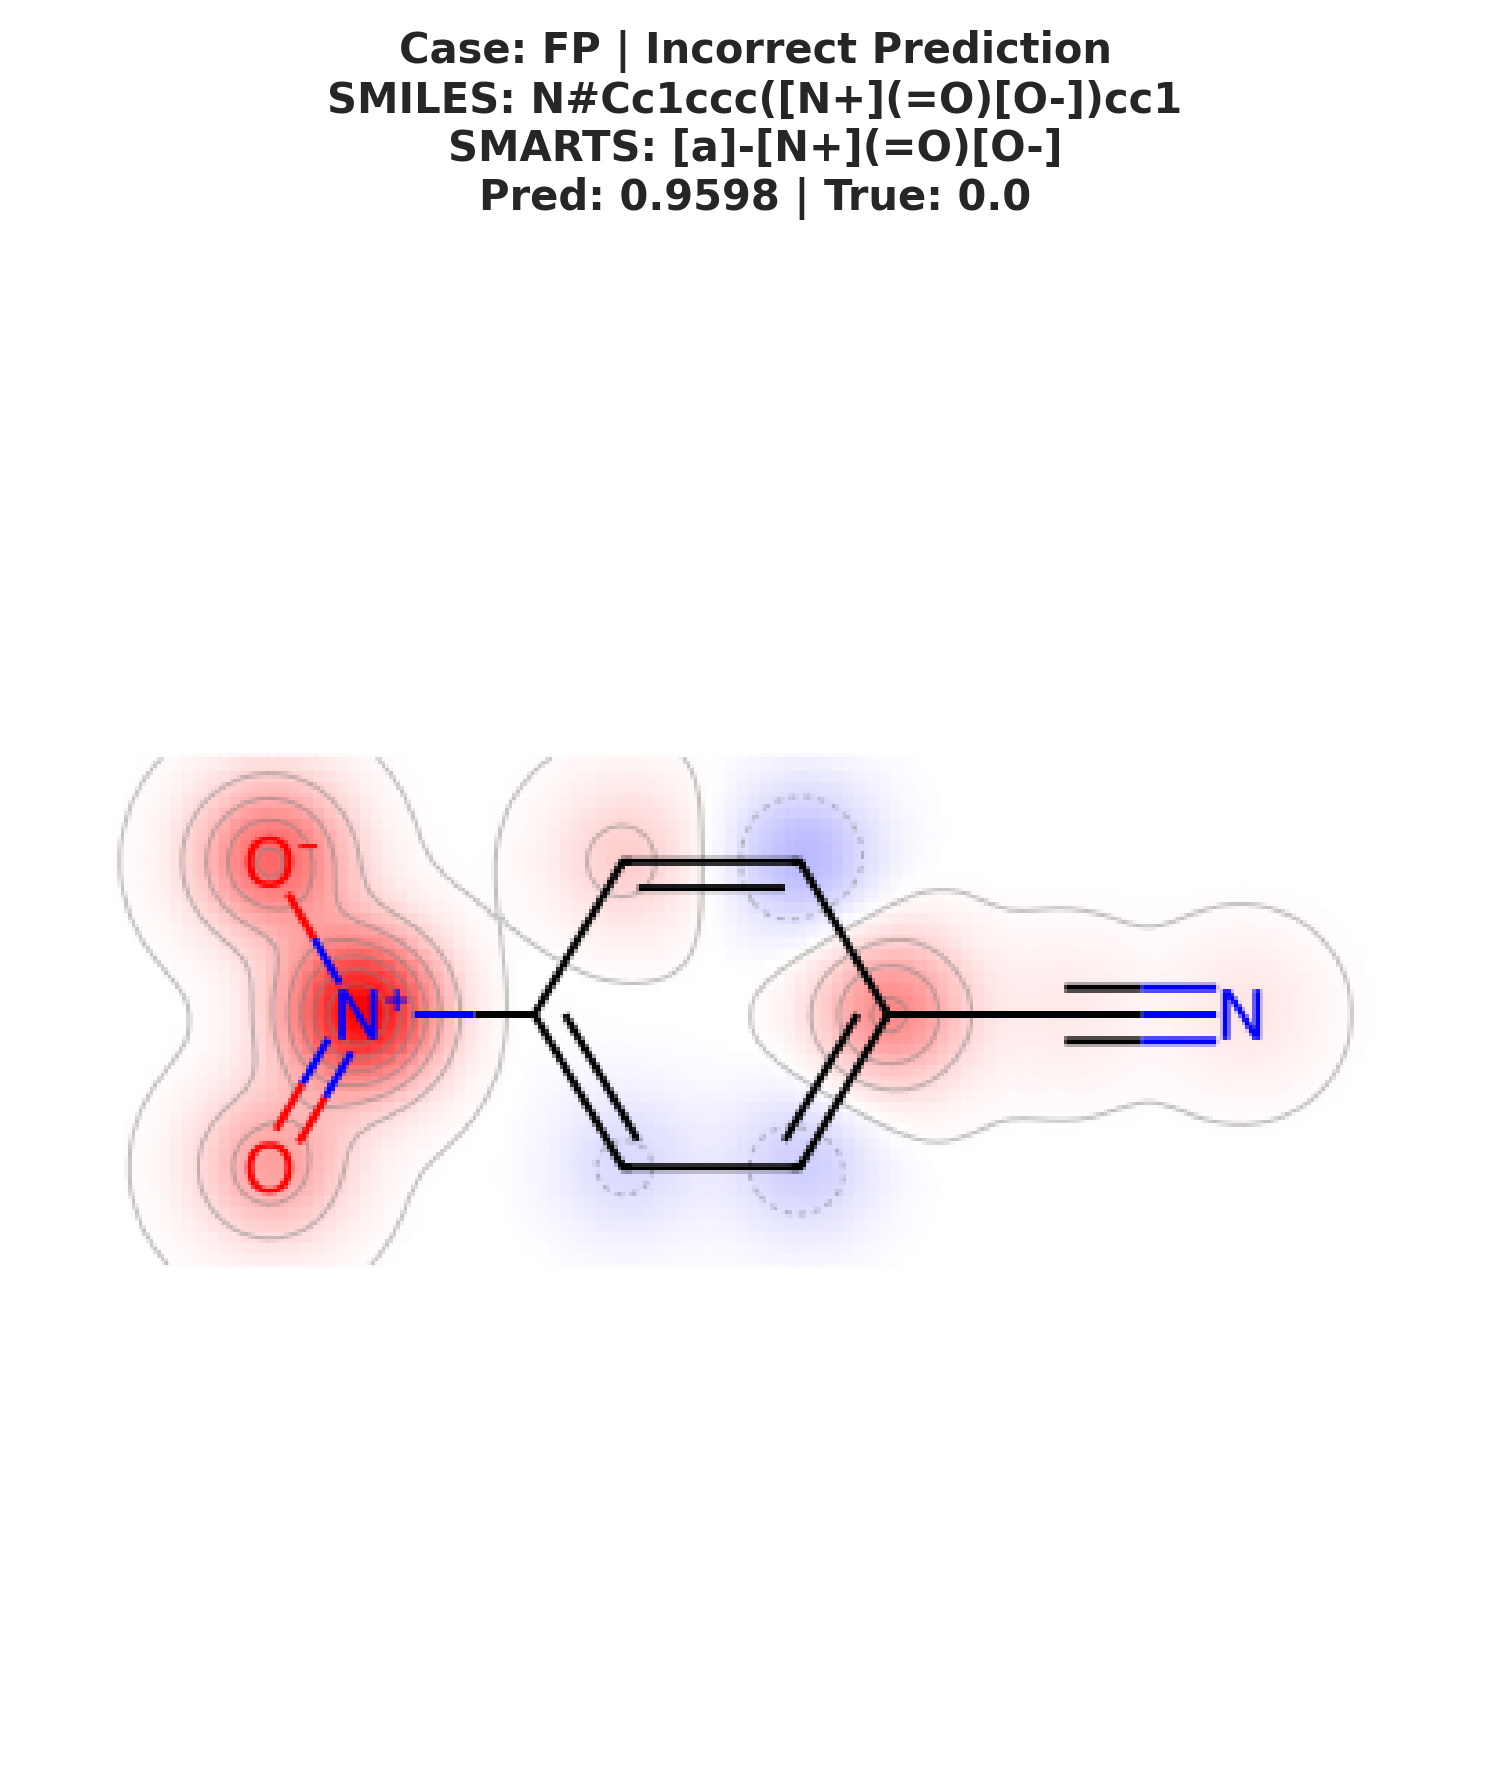 Case: FP | Incorrect Prediction
SMILES: N#Cc1ccc([N+](=O)[O-])cc1
SMARTS: [a]-[N+](=O)[O-]
Pred: 0.9598 | True: 0.0
O⁻
N⁺
N
O